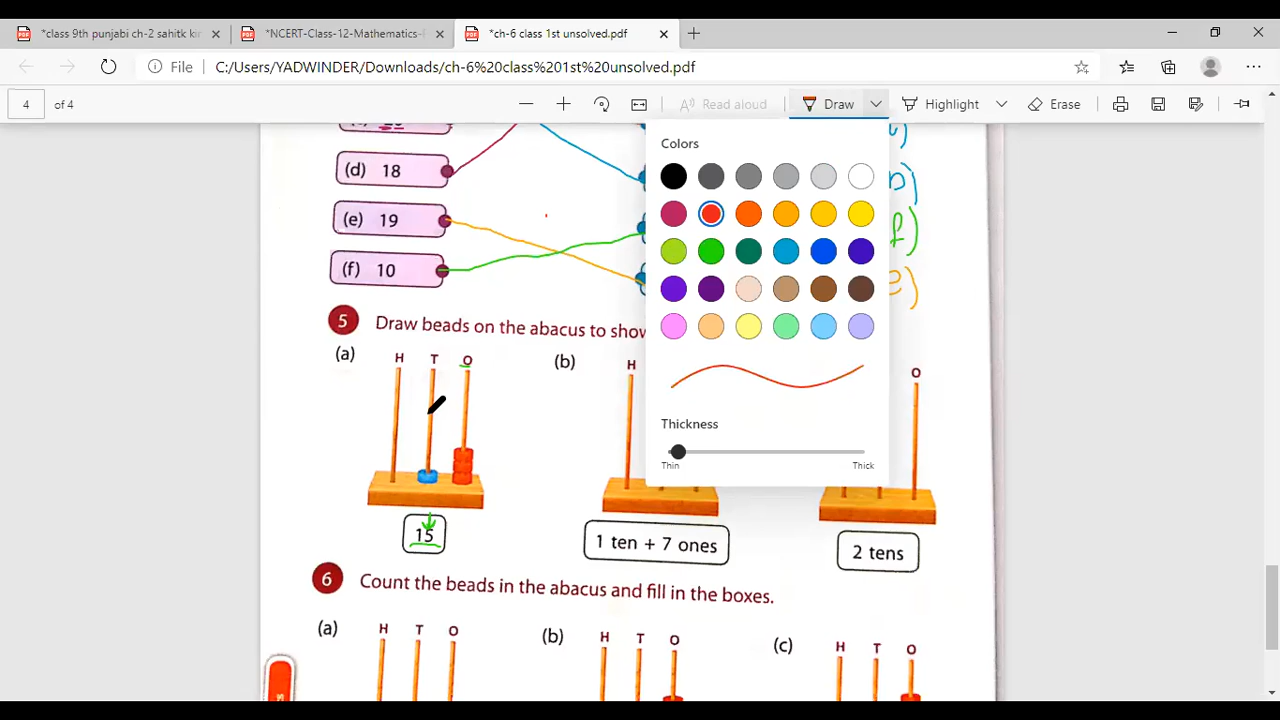 *class 9th punjabi ch-2 sahitk kir
*NCERT-Class-12-Mathematics-
*ch-6 class 1st unsolved.pdf
File C:/Users/YADWINDER/Downloads/ch-6%20class%201st%20unsolved.pdf
4 of 4 Read aloud Draw Highlight Erase
Colors
(d) 18
(e) 19
(f) 10
f)
e)
5 Draw beads on the abacus to show
(a) H T O
(b) H
O
Thickness
Thin Thick
15
1 ten + 7 ones
2 tens
6 Count the beads in the abacus and fill in the boxes.
(a) H T O
(b) H T O
(c) H T O